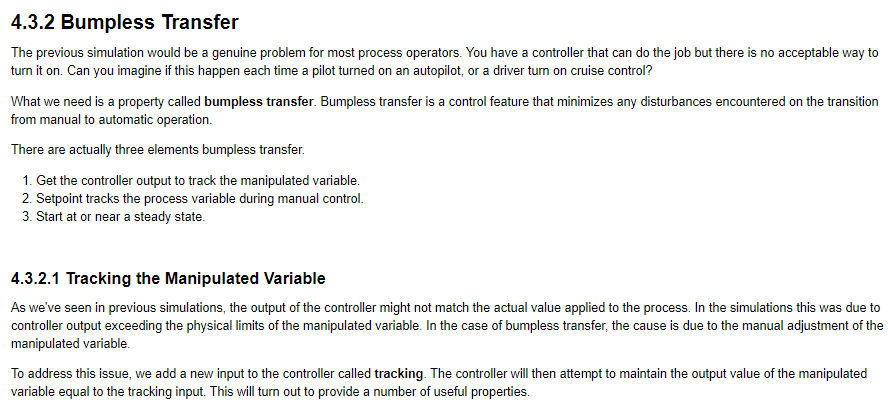 4.3.2 Bumpless Transfer
The previous simulation would be a genuine problem for most process operators. You have a controller that can do the job but there is no acceptable way to
turn it on. Can you imagine if this happen each time a pilot turned on an autopilot, or a driver turn on cruise control?
What we need is a property called bumpless transfer. Bumpless transfer is a control feature that minimizes any disturbances encountered on the transition
from manual to automatic operation.
There are actually three elements bumpless transfer.
1. Get the controller output to track the manipulated variable.
2. Setpoint tracks the process variable during manual control.
3. Start at or near a steady state.
4.3.2.1 Tracking the Manipulated Variable
As we've seen in previous simulations, the output of the controller might not match the actual value applied to the process. In the simulations this was due to
controller output exceeding the physical limits of the manipulated variable. In the case of bumpless transfer, the cause is due to the manual adjustment of the
manipulated variable.
To address this issue, we add a new input to the controller called tracking. The controller will then attempt to maintain the output value of the manipulated
variable equal to the tracking input. This will turn out to provide a number of useful properties.